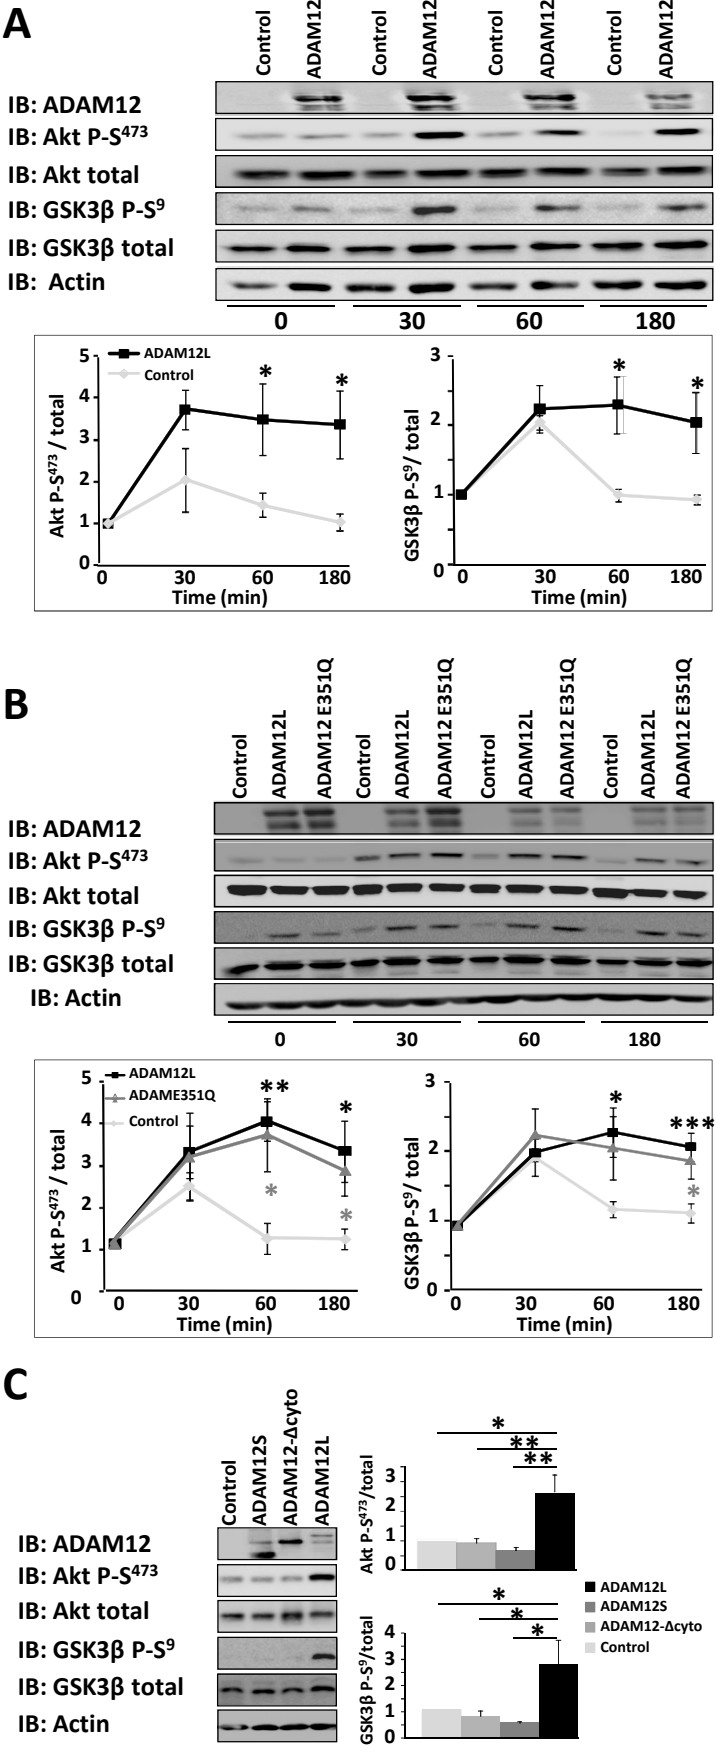 A
Control
ADAM12
Control
ADAM12
Control
ADAM12
Control
ADAM12
IB: ADAM12
IB: Akt P-S473
IB: Akt total
IB: GSK3β P-S9
IB: GSK3β total
IB: Actin
0 30 60 180
Akt P-S473 / total
5
4
3
2
1
0
ADAM12L
Control
* *
0 30 60 180
Time (min)
GSK3β P-S9/ total
3
2
1
0
* *
0 30 60 180
Time (min)
B
Control
ADAM12L
ADAM12 E351Q
Control
ADAM12L
ADAM12 E351Q
Control
ADAM12L
ADAM12 E351Q
Control
ADAM12L
ADAM12 E351Q
IB: ADAM12
IB: Akt P-S473
IB: Akt total
IB: GSK3β P-S9
IB: GSK3β total
IB: Actin
0 30 60 180
Akt P-S473 / total
5
4
3
2
1
0
ADAM12L
ADAME351Q
Control
** *
* *
0 30 60 180
Time (min)
GSK3β P-S9/ total
3
2
1
0
* ***
*
0 30 60 180
Time (min)
C
Control
ADAM12S
ADAM12-Δcyto
ADAM12L
IB: ADAM12
IB: Akt P-S473
IB: Akt total
IB: GSK3β P-S9
IB: GSK3β total
IB: Actin
Akt P-S473/total
3
2
1
0
*
**
**
GSK3β P-S9/total
4
3
2
1
0
*
*
*
ADAM12L
ADAM12S
ADAM12-Δcyto
Control